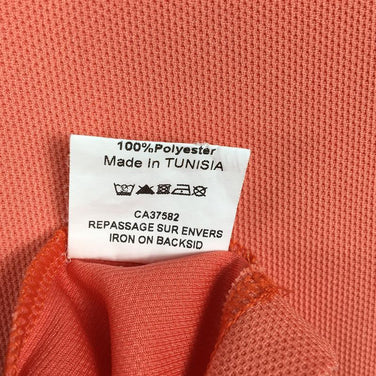 100%Polyester
Made in TUNISIA
CA37582
REPASSAGE SUR ENVERS
IRON ON BACKSID